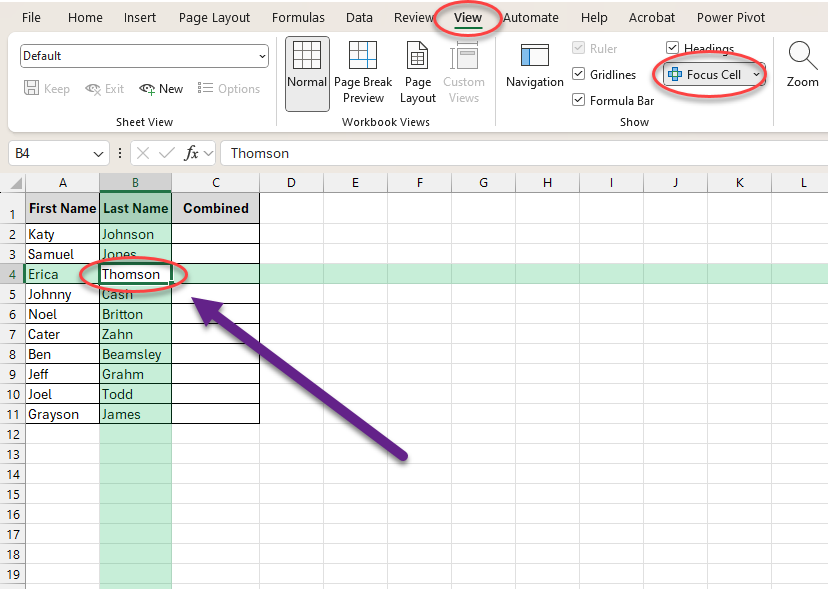 File Home Insert Page Layout Formulas Data Review View Automate Help Acrobat Power Pivot
Default
Keep Exit New Options
Sheet View
Normal Page Break Preview Page Layout Custom Views
Workbook Views
Navigation
Ruler Headings
Gridlines Focus Cell
Formula Bar
Show
Zoom
B4 fx Thomson
A B C D E F G H I J K L
1 First Name Last Name Combined
2 Katy Johnson
3 Samuel Jones
4 Erica Thomson
5 Johnny Cash
6 Noel Britton
7 Cater Zahn
8 Ben Beamsley
9 Jeff Grahm
10 Joel Todd
11 Grayson James
12
13
14
15
16
17
18
19